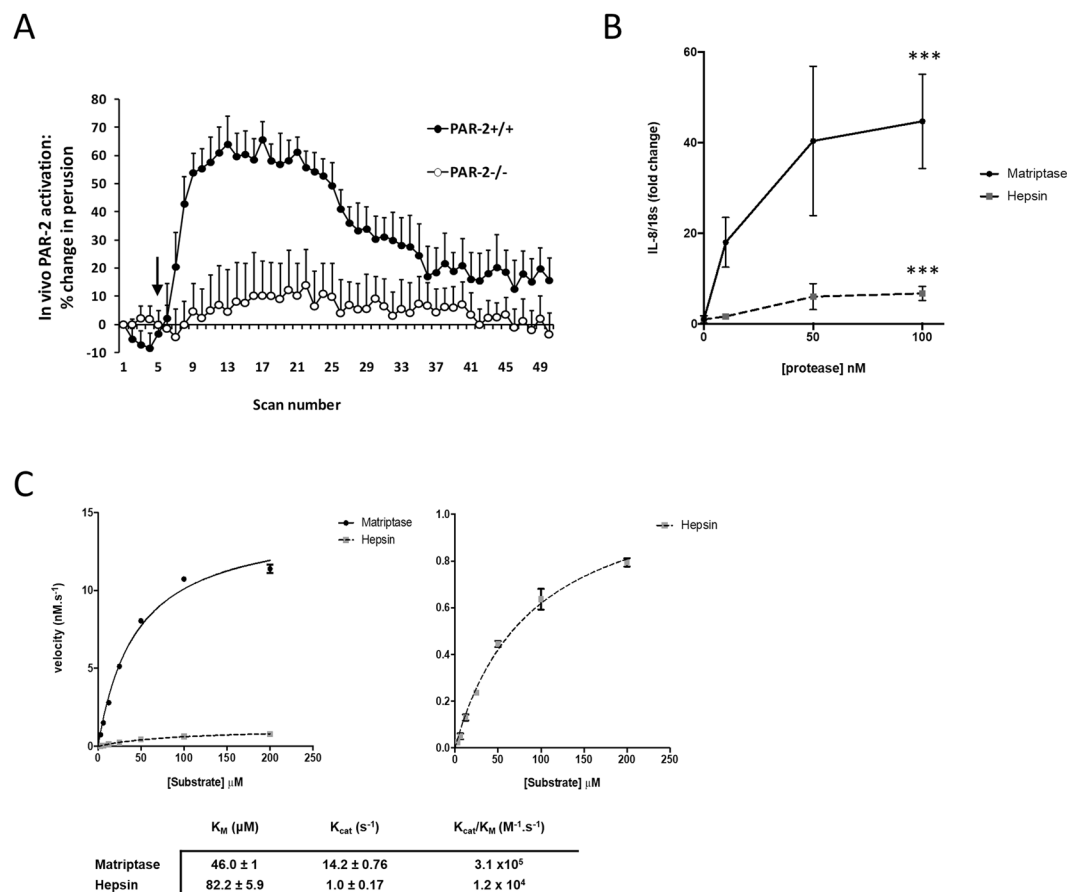 A
In vivo PAR-2 activation:
% change in perusion
80
70
60
50
40
30
20
10
0
-10
1 5 9 13 17 21 25 29 33 37 41 45 49
Scan number
PAR-2+/+
PAR-2-/-
B
IL-8/18s (fold change)
60
40
20
0
0 50 100
[protease] nM
***
***
Matriptase
Hepsin
C
velocity (nM.s-1)
15
10
5
0
0 50 100 150 200 250
[Substrate] μM
Matriptase
Hepsin
1.0
0.8
0.6
0.4
0.2
0.0
0 50 100 150 200 250
[Substrate] μM
Hepsin
KM (μM) Kcat (s-1) Kcat/KM (M-1.s-1)
Matriptase 46.0 ± 1 14.2 ± 0.76 3.1 x10⁵
Hepsin 82.2 ± 5.9 1.0 ± 0.17 1.2 x 10⁴